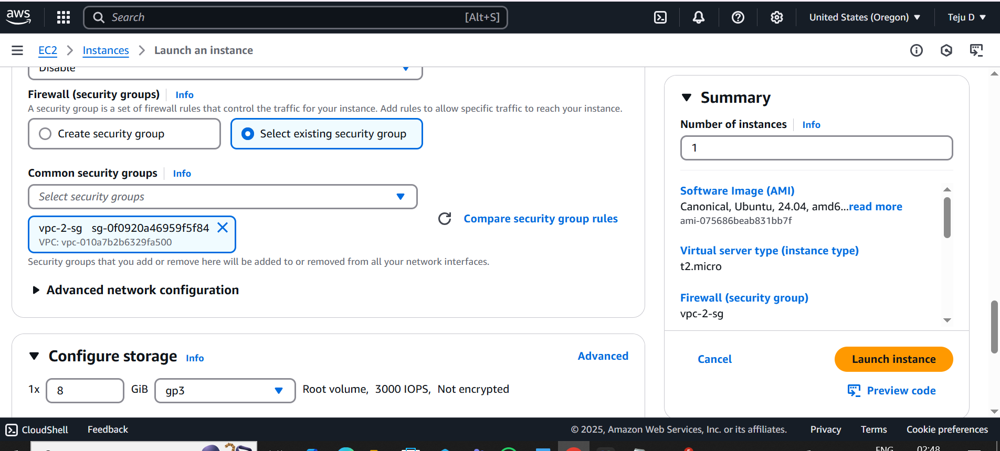 aws
Search [Alt+S]
United States (Oregon)
Teju D
EC2 Instances Launch an instance
Disable
Firewall (security groups) Info
A security group is a set of firewall rules that control the traffic for your instance. Add rules to allow specific traffic to reach your instance.
Create security group
Select existing security group
Common security groups Info
Select security groups
Compare security group rules
vpc-2-sg sg-0f0920a46959f5f84
VPC: vpc-010a7b2b6329fa500
Security groups that you add or remove here will be added to or removed from all your network interfaces.
Advanced network configuration
Configure storage Info
Advanced
1x 8 GiB gp3 Root volume, 3000 IOPS, Not encrypted
Summary
Number of instances Info
1
Software Image (AMI)
Canonical, Ubuntu, 24.04, amd6...read more
ami-075686beab831bb7f
Virtual server type (instance type)
t2.micro
Firewall (security group)
vpc-2-sg
Cancel
Launch instance
Preview code
CloudShell Feedback
© 2025, Amazon Web Services, Inc. or its affiliates. Privacy Terms Cookie preferences
ENG 02:48